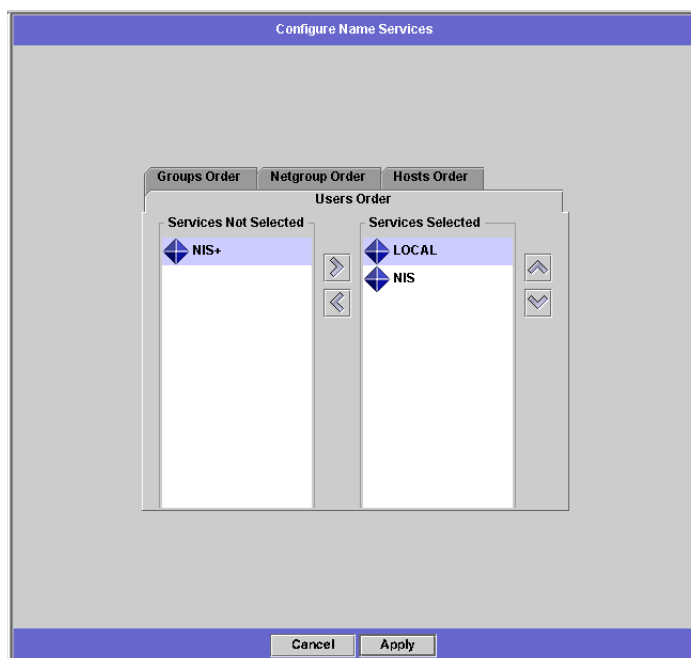 Configure Name Services
Groups Order Netgroup Order Hosts Order
Users Order
Services Not Selected Services Selected
NIS+ LOCAL
NIS
Cancel Apply